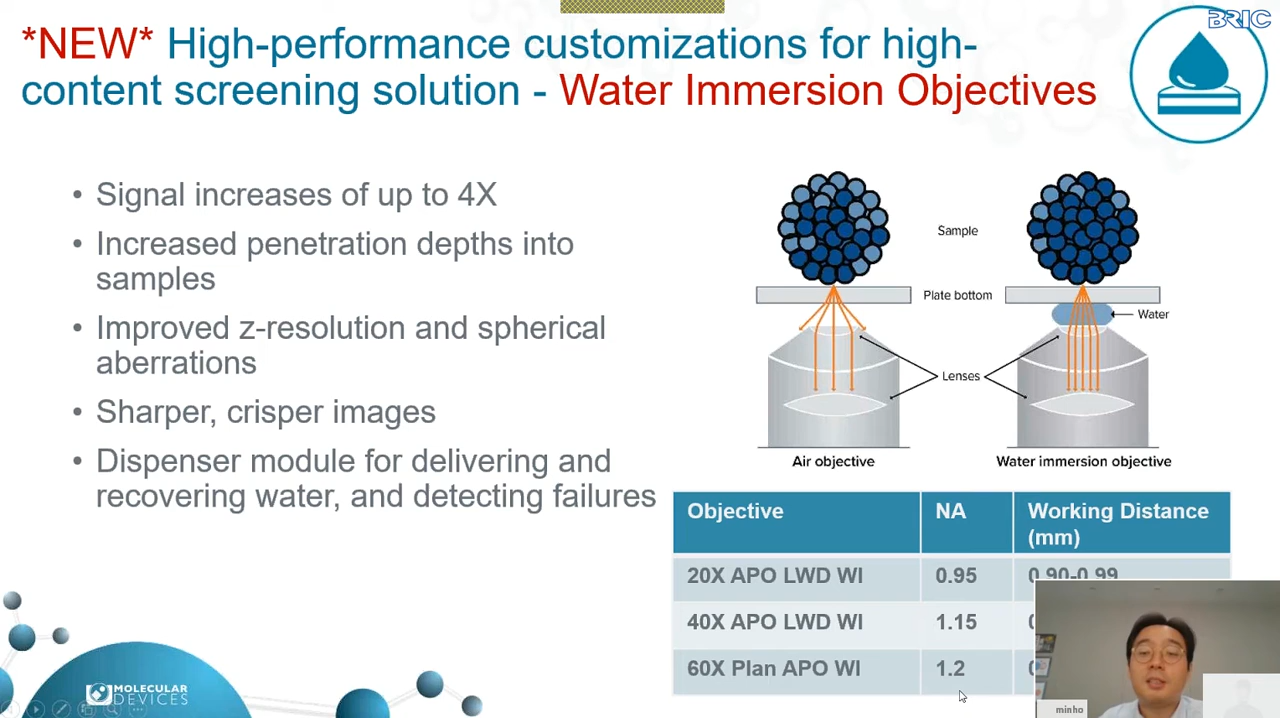 BRIC
*NEW* High-performance customizations for high-
content screening solution - Water Immersion Objectives
• Signal increases of up to 4X
• Increased penetration depths into
samples
• Improved z-resolution and spherical
aberrations
• Sharper, crisper images
• Dispenser module for delivering and
recovering water, and detecting failures
Sample
Plate bottom
Water
Lenses
Air objective
Water immersion objective
Objective NA Working Distance
(mm)
20X APO LWD WI 0.95 0.90-0.99
40X APO LWD WI 1.15
60X Plan APO WI 1.2
MOLECULAR
DEVICES
minho